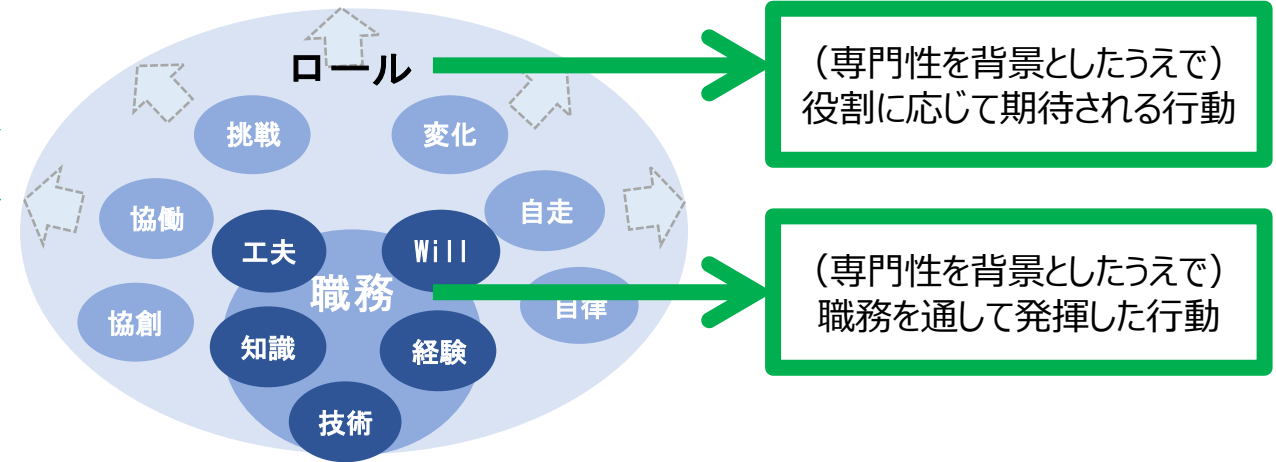 ロール
（専門性を背景としたうえで）
役割に応じて期待される行動
挑戦
変化
協働
自走
工夫
Will
職務
（専門性を背景としたうえで）
職務を通して発揮した行動
協創
自律
知識
経験
技術